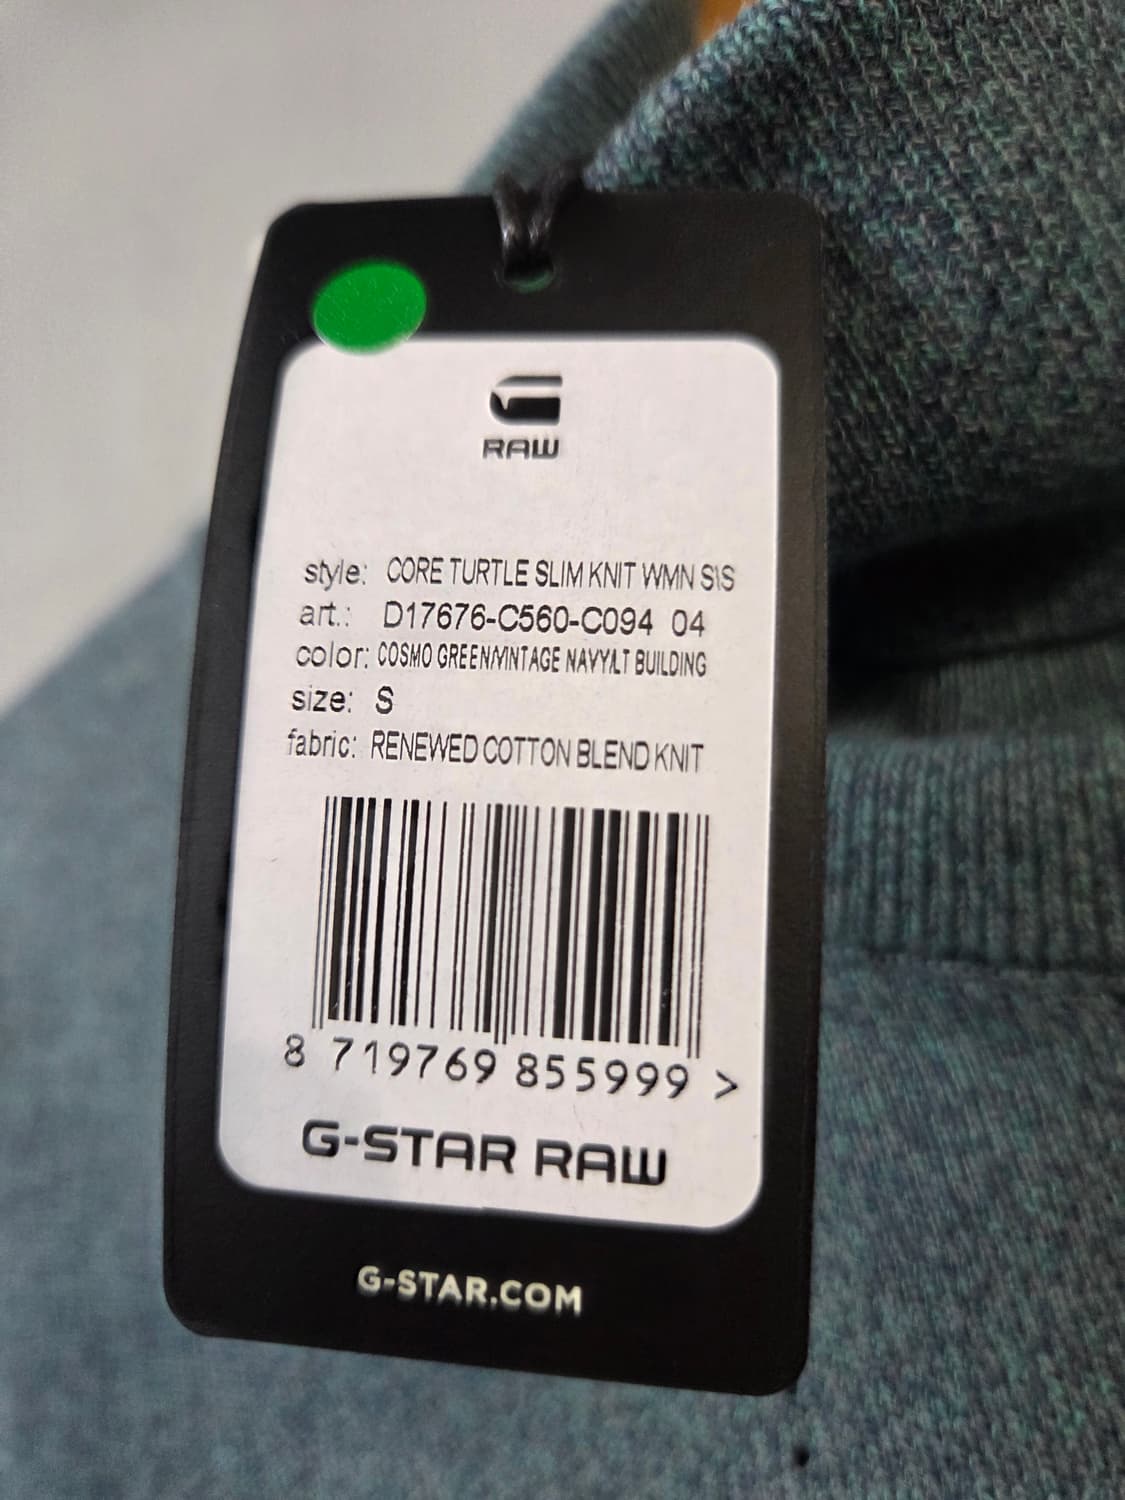 RAW
style: CORE TURTLE SLIM KNIT WMN S\S
art.: D17676-C560-C094 04
color: COSMO GREEN/VINTAGE NAVY/LT BUILDING
size: S
fabric: RENEWED COTTON BLEND KNIT
8 719769 855999 >
G-STAR RAW
G-STAR.COM